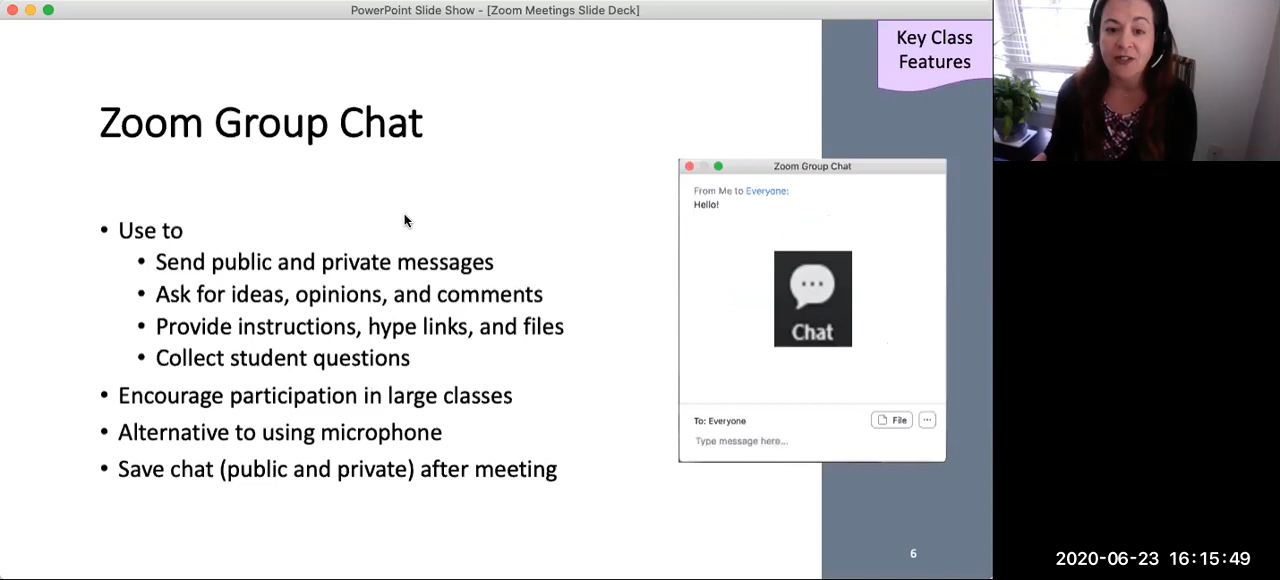 PowerPoint Slide Show - [Zoom Meetings Slide Deck]
Key Class
Features
Zoom Group Chat
• Use to
• Send public and private messages
• Ask for ideas, opinions, and comments
• Provide instructions, hype links, and files
• Collect student questions
• Encourage participation in large classes
• Alternative to using microphone
• Save chat (public and private) after meeting
Zoom Group Chat
From Me to Everyone:
Hello!
Chat
To: Everyone
File
Type message here...
6
2020-06-23 16:15:49